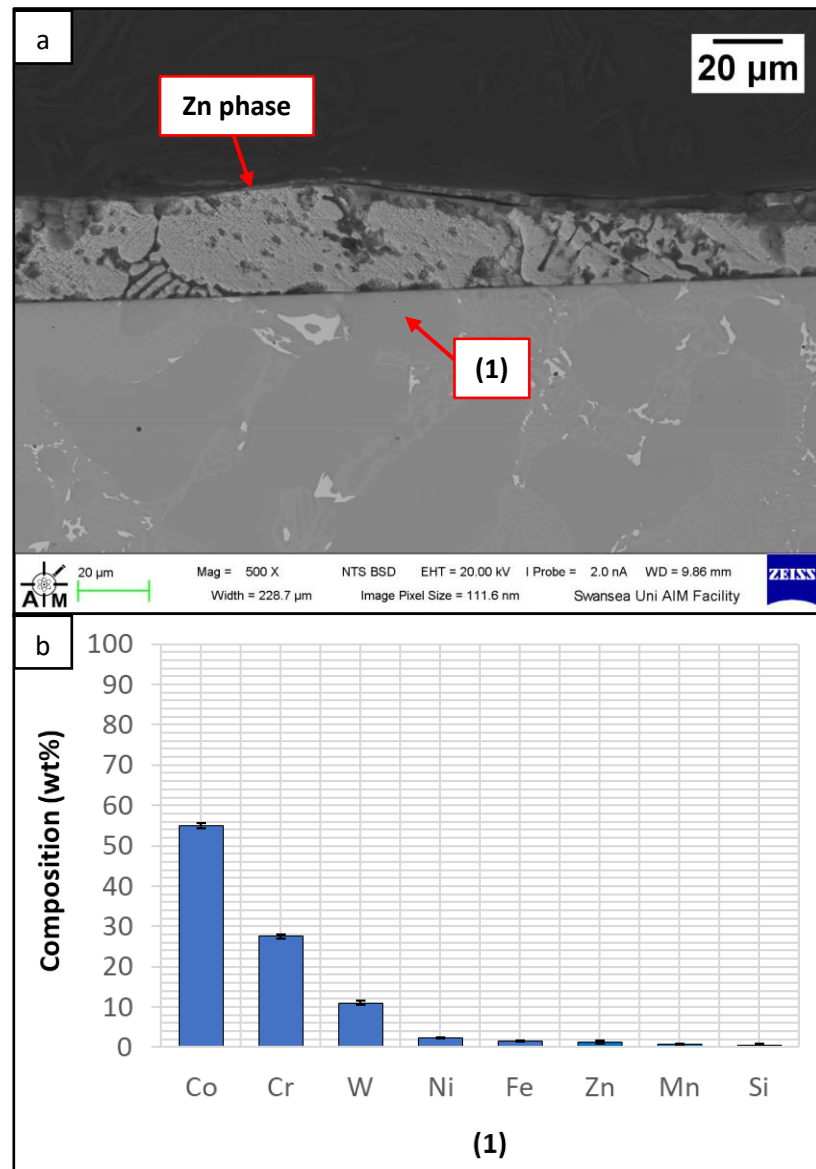 a
20 µm
Zn phase
(1)
AIM
20 µm
Mag = 500 X NTS BSD EHT = 20.00 kV I Probe = 2.0 nA WD = 9.86 mm
Width = 228.7 µm Image Pixel Size = 111.6 nm Swansea Uni AIM Facility
ZEISS
b
Composition (wt%)
100
90
80
70
60
50
40
30
20
10
0
Co Cr W Ni Fe Zn Mn Si
(1)